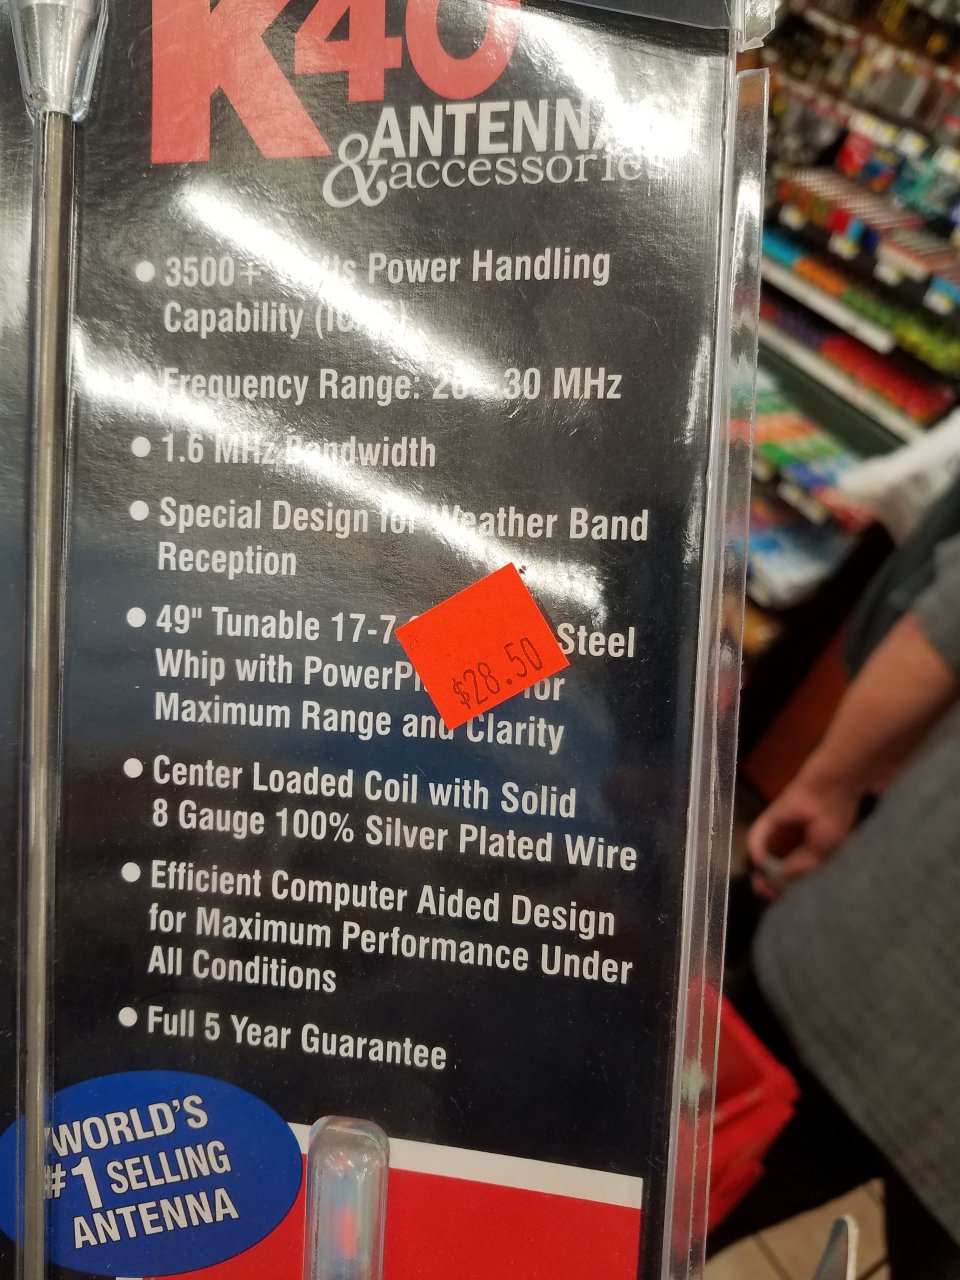 K40
&
accessories
• 3500+ Power Handling
Capability
Frequency Range: 30 MHz
• 1.6 MHz Bandwidth
• Special Design for Weather Band
Reception
• 49" Tunable 17-7 Steel
Whip with for
Maximum Range and Clarity
$28.50
• Center Loaded Coil with Solid
8 Gauge 100% Silver Plated Wire
• Efficient Computer Aided Design
for Maximum Performance Under
All Conditions
• Full 5 Year Guarantee
WORLD'S
#1 SELLING
ANTENNA